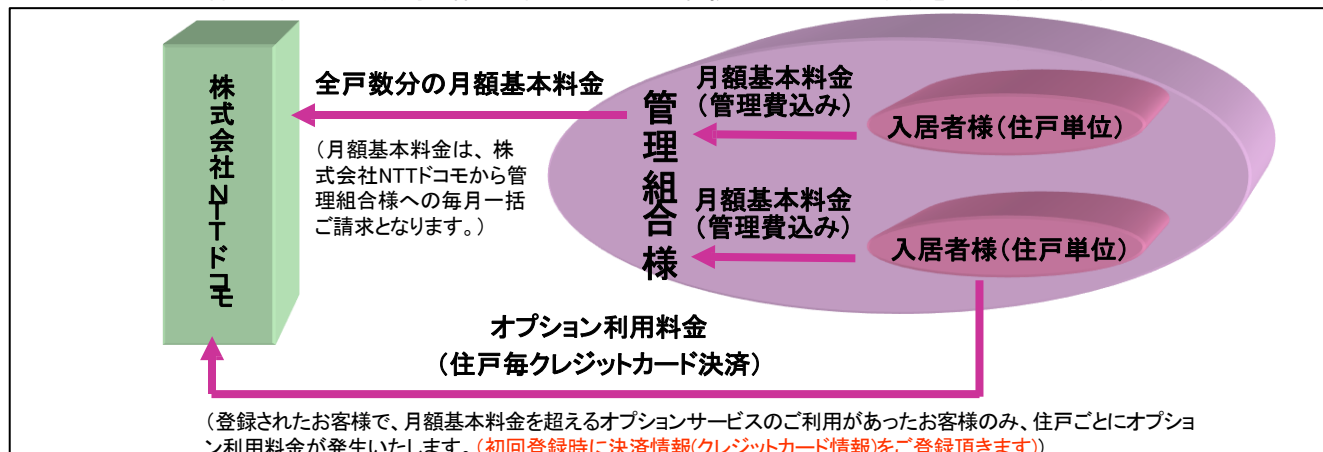 株式会社NTTドコモ
全戸数分の月額基本料金
(月額基本料金は、株
式会社NTTドコモから管
理組合様への毎月一括
ご請求となります。)
管理組合様
月額基本料金
(管理費込み)
入居者様(住戸単位)
月額基本料金
(管理費込み)
入居者様(住戸単位)
オプション利用料金
(住戸毎クレジットカード決済)
(登録されたお客様で、月額基本料金を超えるオプションサービスのご利用があったお客様のみ、住戸ごとにオプショ
ン利用料金が発生いたします。(初回登録時に決済情報(クレジットカード情報)をご登録頂きます))